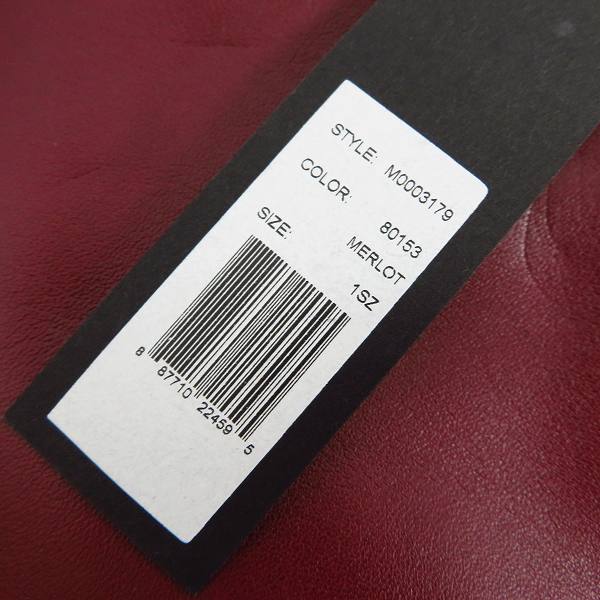 STYLE: M0003179
COLOR: 80153
MERLOT
SIZE: 1SZ
8 87710 22459 5